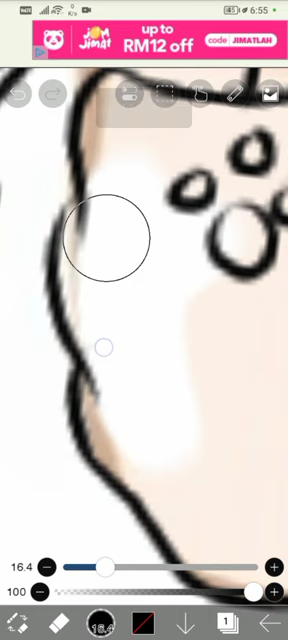 6:55
JOM Jimat
up to
RM12 off
code JIMATLAH
16.4
100
16.4
1